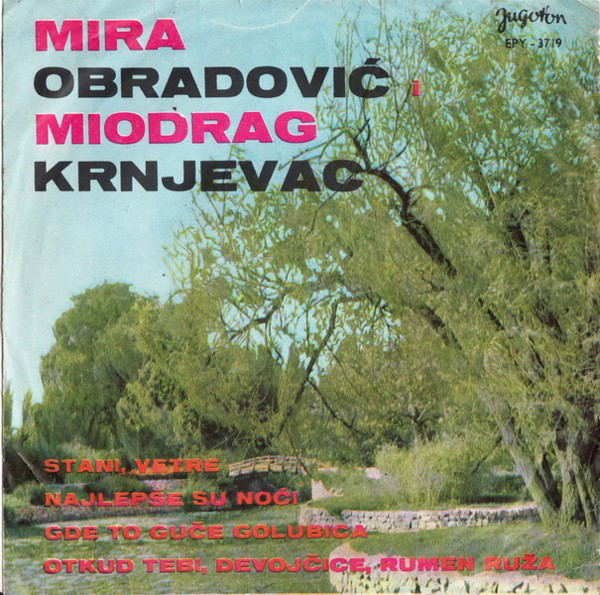 Jugoton
EPY - 3719
MIRA
OBRADOVIĆ i
MIODRAG
KRNJEVAC
STANI, VETRE
NAJLEPŠE SU NOĆI
GDE TO GUČE GOLUBICA
OTKUD TEBI, DEVOJČICE, RUMEN RUŽA